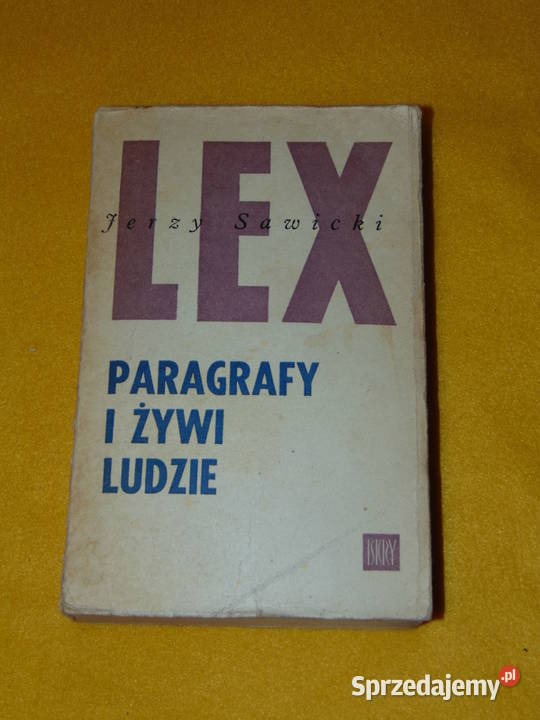 LEX
Jerzy Sawicki
PARAGRAFY
I ŻYWI
LUDZIE
ISKRY
Sprzedajemy.pl